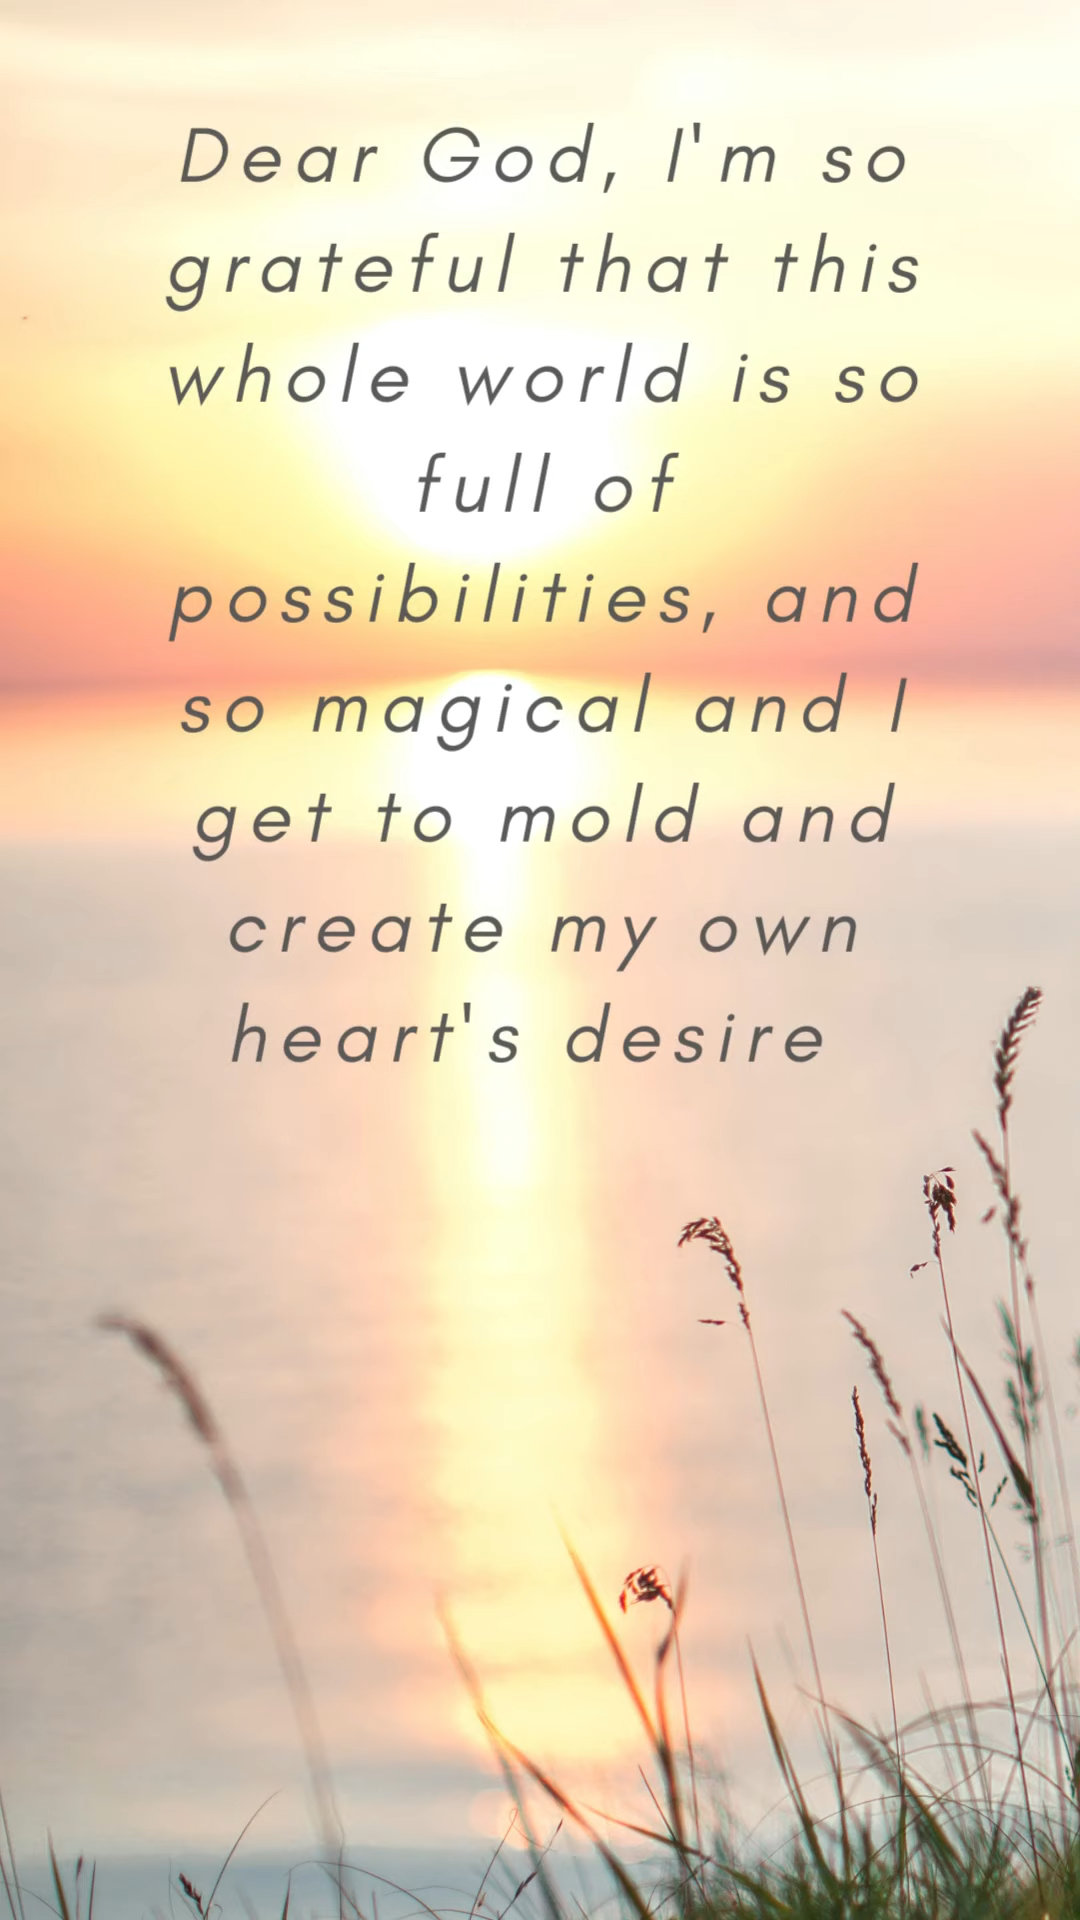 Dear God, I'm so
grateful that this
whole world is so
full of
possibilities, and
so magical and I
get to mold and
create my own
heart's desire